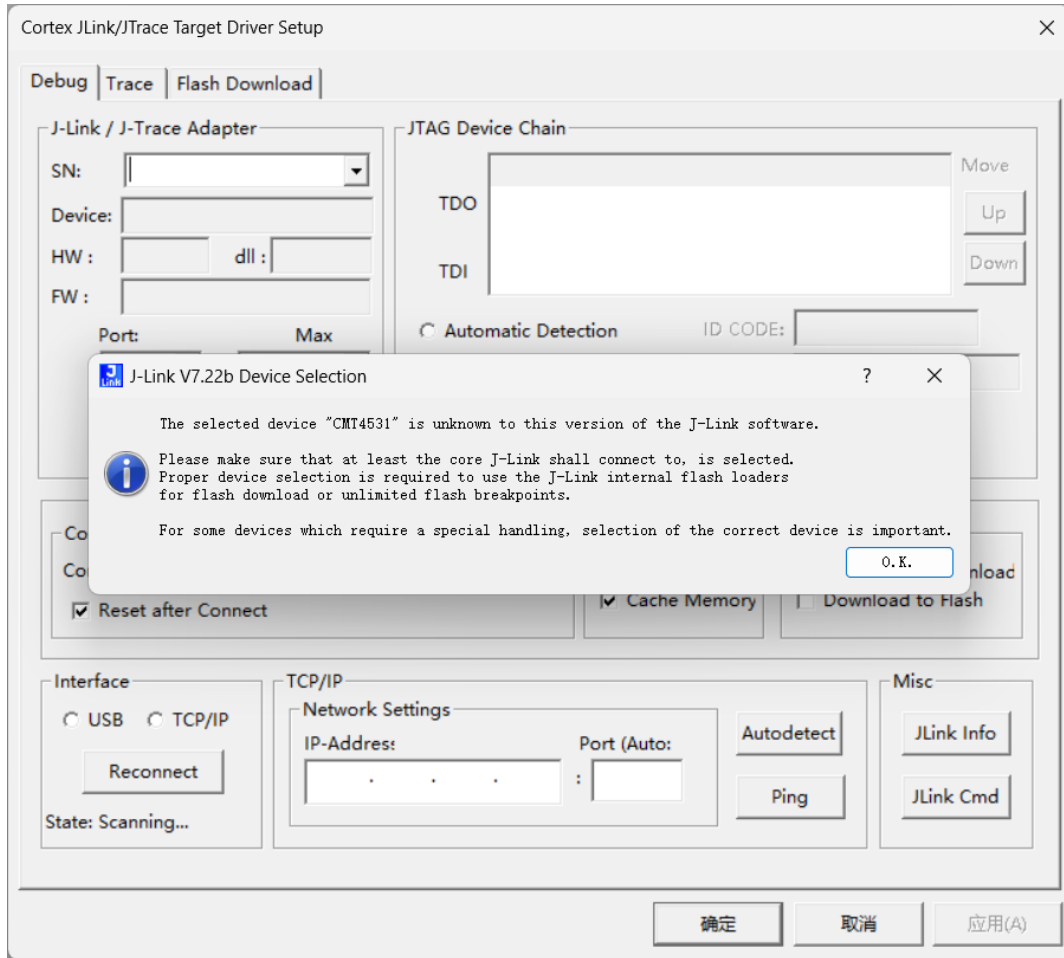 Cortex JLink/JTrace Target Driver Setup
Debug
Trace
Flash Download
J-Link / J-Trace Adapter
SN:
Device:
HW :
dll :
FW :
Port:
Max
JTAG Device Chain
TDO
TDI
Move
Up
Down
Automatic Detection
ID CODE:
J-Link V7.22b Device Selection
?
The selected device "CMT4531" is unknown to this version of the J-Link software.
Please make sure that at least the core J-Link shall connect to, is selected.
Proper device selection is required to use the J-Link internal flash loaders
for flash download or unlimited flash breakpoints.
For some devices which require a special handling, selection of the correct device is important.
O.K.
Reset after Connect
Cache Memory
Download to Flash
Interface
USB
TCP/IP
Reconnect
State: Scanning...
TCP/IP
Network Settings
IP-Address
Port (Auto:
. . . :
Autodetect
Ping
Misc
JLink Info
JLink Cmd
确定
取消
应用(A)